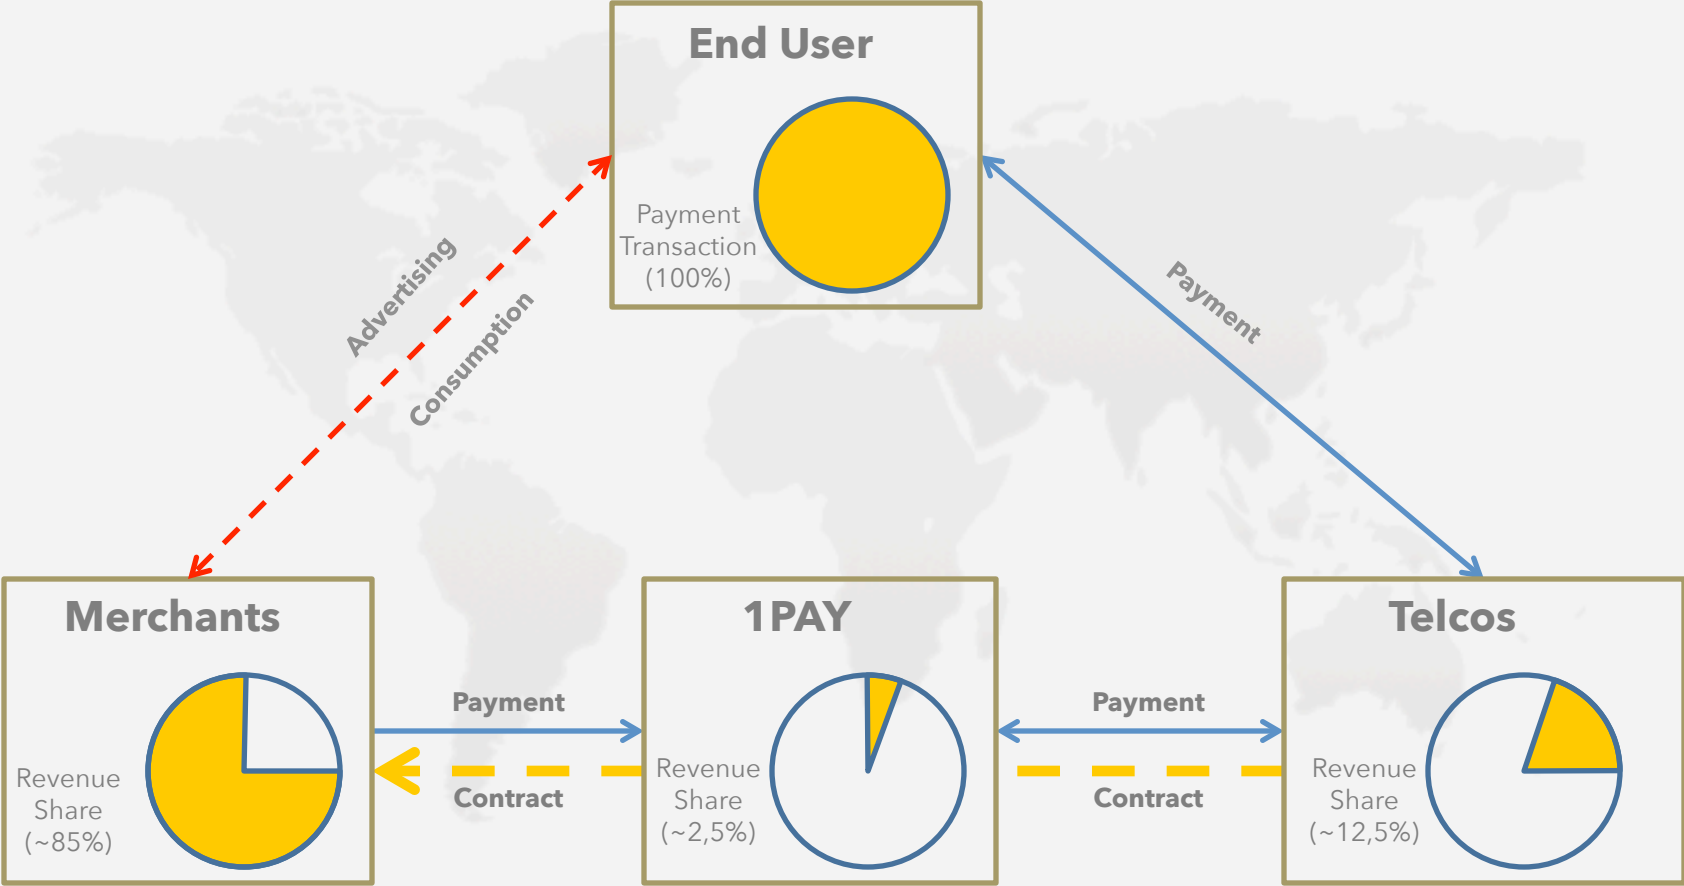 End User
Payment
Transaction
(100%)
Advertising
Consumption
Payment
Merchants
Revenue
Share
(~85%)
Payment
Contract
1PAY
Revenue
Share
(~2,5%)
Payment
Contract
Telcos
Revenue
Share
(~12,5%)